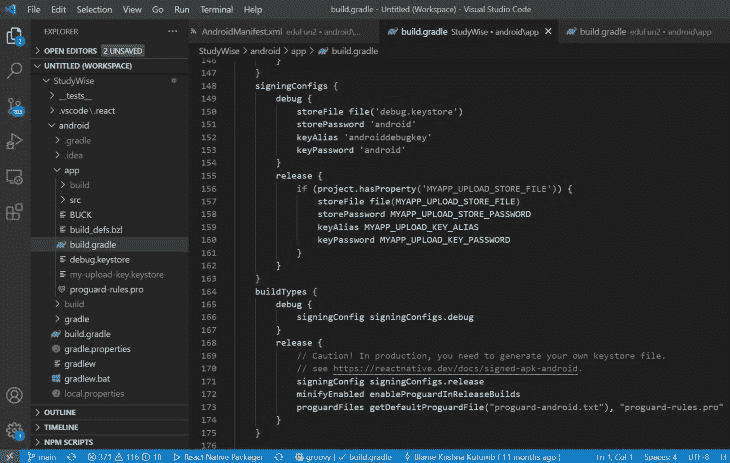 File Edit Selection View Go Run Terminal Help
build.gradle - Untitled (Workspace) - Visual Studio Code
EXPLORER
OPEN EDITORS 2 UNSAVED
UNTITLED (WORKSPACE)
StudyWise
__tests__
.vscode\.react
android
.gradle
.idea
app
build
src
BUCK
build_defs.bzl
build.gradle
debug.keystore
my-upload-key.keystore
proguard-rules.pro
build
gradle
build.gradle
gradle.properties
gradlew
gradlew.bat
local.properties
OUTLINE
TIMELINE
NPM SCRIPTS
AndroidManifest.xml eduFun2 > android\...
build.gradle StudyWise > android\app
build.gradle eduFun2 > android\app
StudyWise > android > app > build.gradle
146 }
147 }
148 signingConfigs {
149 debug {
150 storeFile file('debug.keystore')
151 storePassword 'android'
152 keyAlias 'androiddebugkey'
153 keyPassword 'android'
154 }
155 release {
156 if (project.hasProperty('MYAPP_UPLOAD_STORE_FILE')) {
157 storeFile file(MYAPP_UPLOAD_STORE_FILE)
158 storePassword MYAPP_UPLOAD_STORE_PASSWORD
159 keyAlias MYAPP_UPLOAD_KEY_ALIAS
160 keyPassword MYAPP_UPLOAD_KEY_PASSWORD
161 }
162 }
163 }
164 buildTypes {
165 debug {
166 signingConfig signingConfigs.debug
167 }
168 release {
169 // Caution! In production, you need to generate your own keystore file.
170 // see https://reactnative.dev/docs/signed-apk-android.
171 signingConfig signingConfigs.release
172 minifyEnabled enableProguardInReleaseBuilds
173 proguardFiles getDefaultProguardFile("proguard-android.txt"), "proguard-rules.pro"
174 }
175 }
176
main 371 116 18 React Native Packager groovy | build.gradle ( 11 months ago ) Ln 1, Col 1 Spaces: 4 UTF-8